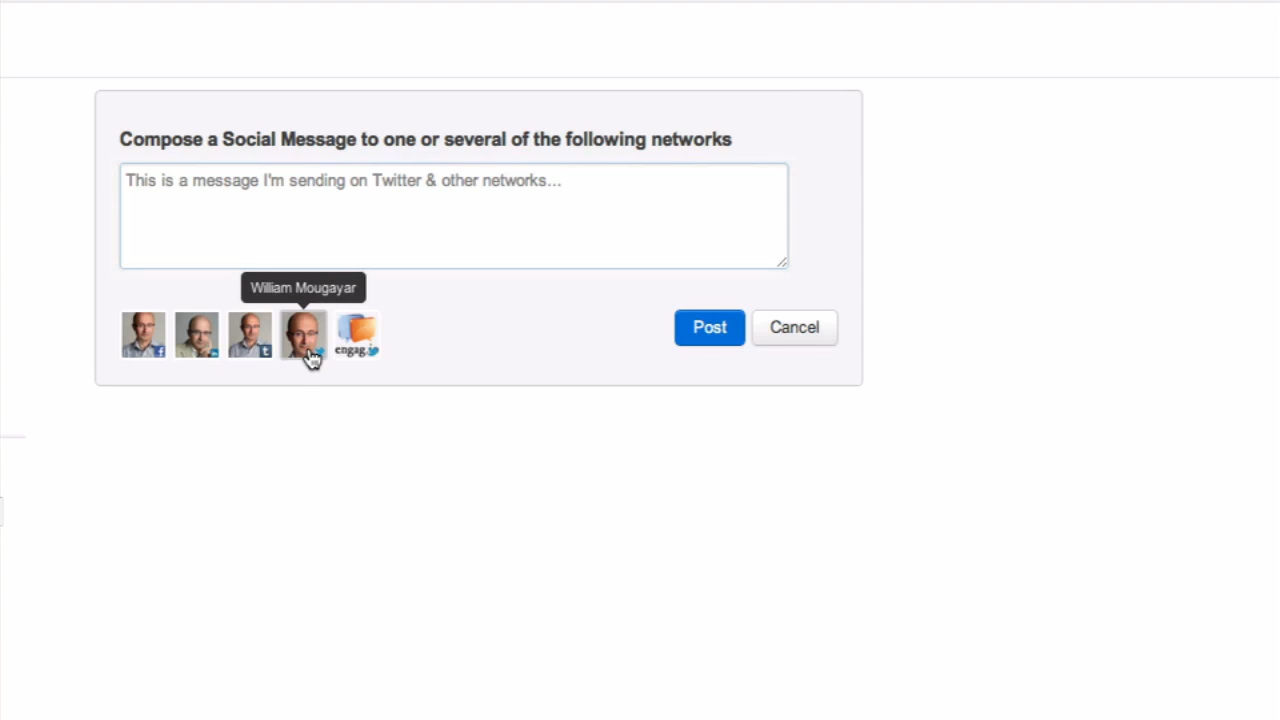 Compose a Social Message to one or several of the following networks
This is a message I'm sending on Twitter & other networks...
William Mougayar
engag.
Post
Cancel